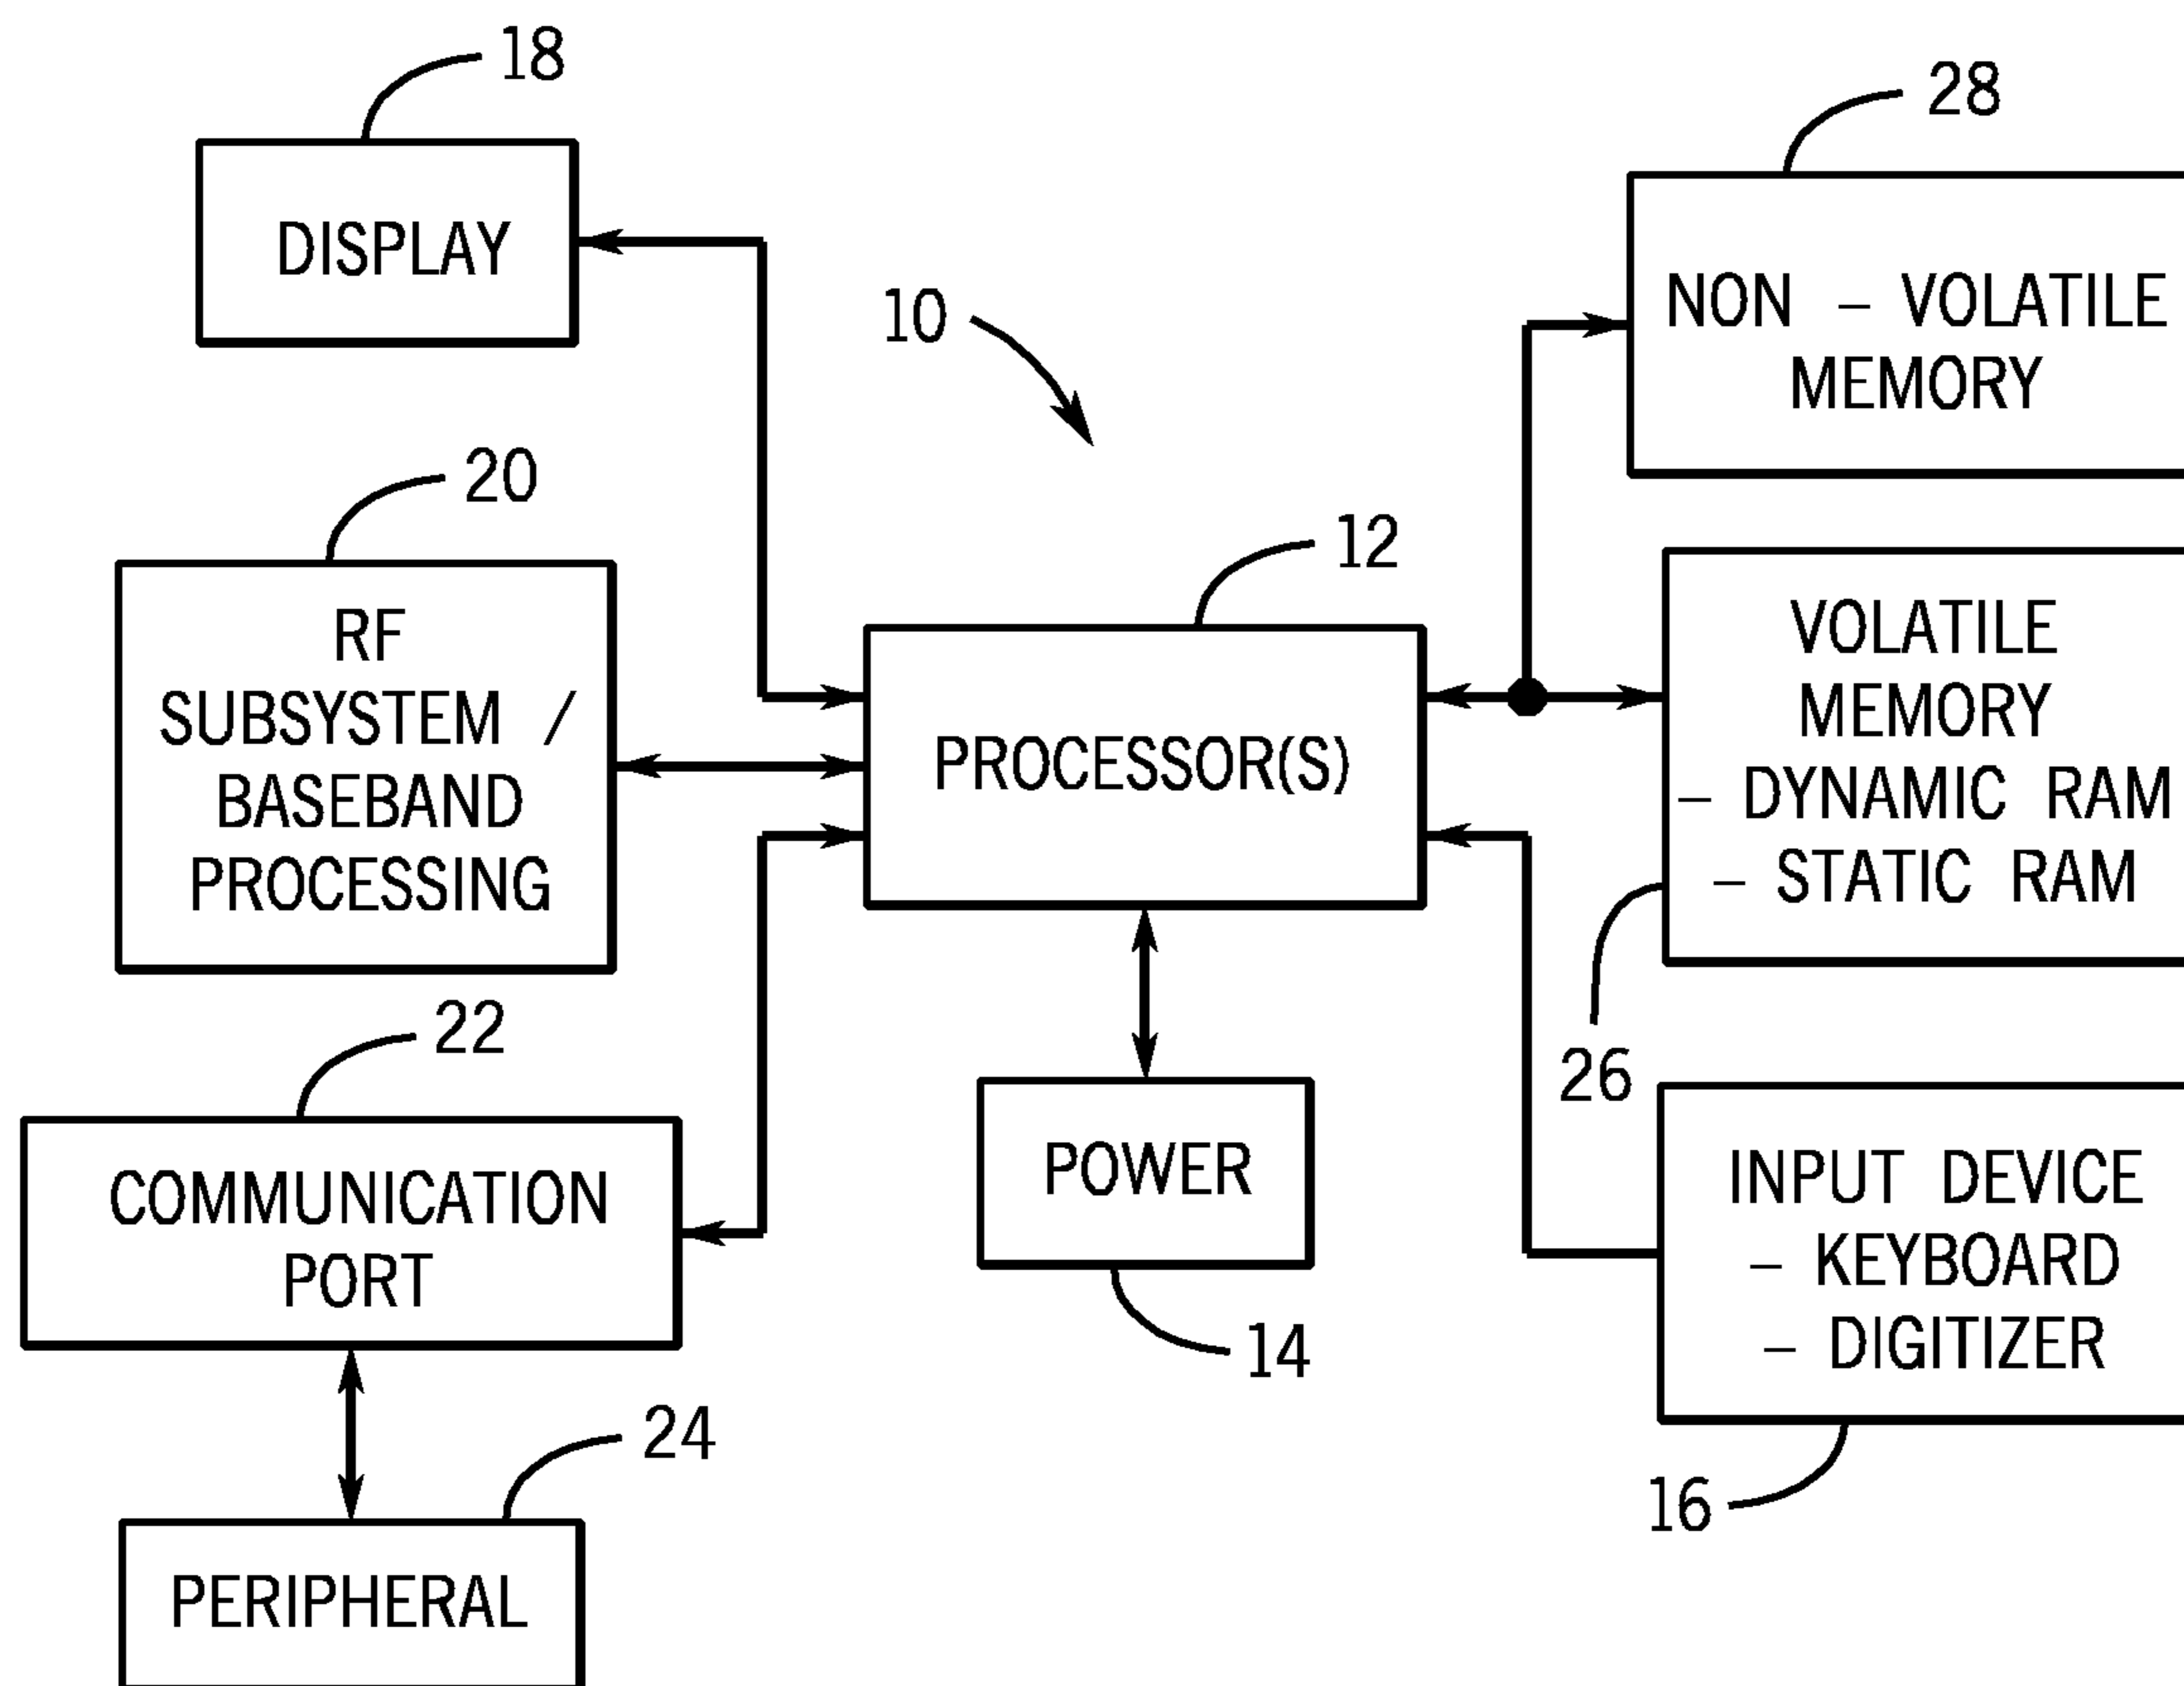 18
DISPLAY
10
28
NON – VOLATILE
MEMORY
20
RF
SUBSYSTEM /
BASEBAND
PROCESSING
12
PROCESSOR(S)
VOLATILE
MEMORY
– DYNAMIC RAM
– STATIC RAM
26
22
COMMUNICATION
PORT
POWER
14
INPUT DEVICE
– KEYBOARD
– DIGITIZER
16
24
PERIPHERAL